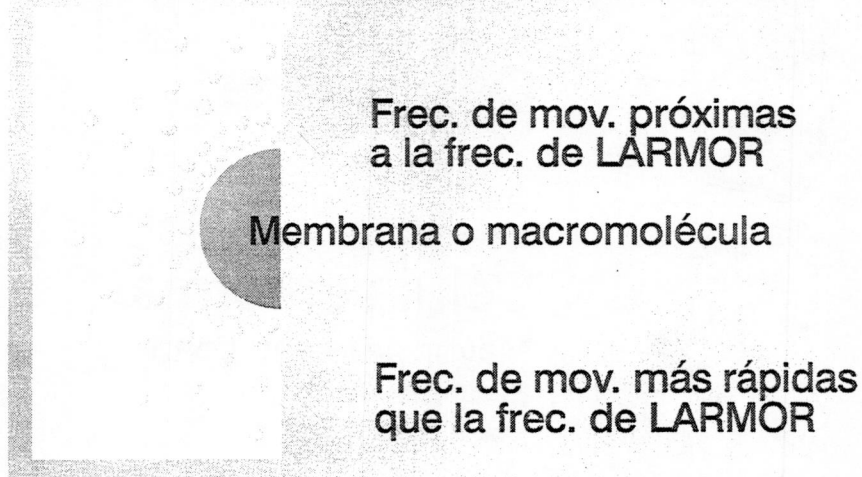 Frec. de mov. próximas
a la frec. de LARMOR
Membrana o macromolécula
Frec. de mov. más rápidas
que la frec. de LARMOR